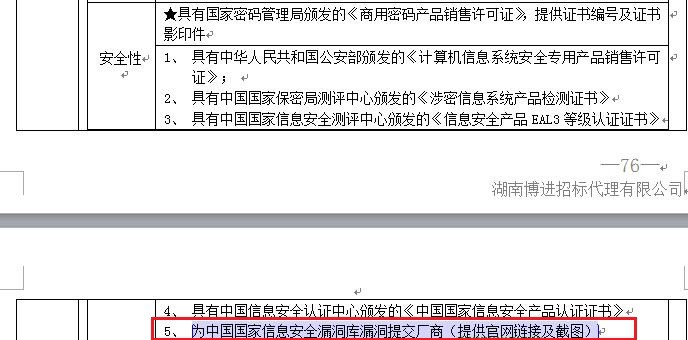 ★具有国家密码管理局颁发的《商用密码产品销售许可证》，提供证书编号及证书
影印件
安全性
1、 具有中华人民共和国公安部颁发的《计算机信息系统安全专用产品销售许可
证》；
2、 具有中国国家保密局测评中心颁发的《涉密信息系统产品检测证书》
3、 具有中国国家信息安全测评中心颁发的《信息安全产品 EAL3 等级认证证书》
—76—
湖南博进招标代理有限公司
4、 具有中国信息安全认证中心颁发的《中国国家信息安全产品认证证书》
5、 为中国国家信息安全漏洞库漏洞提交厂商（提供官网链接及截图）